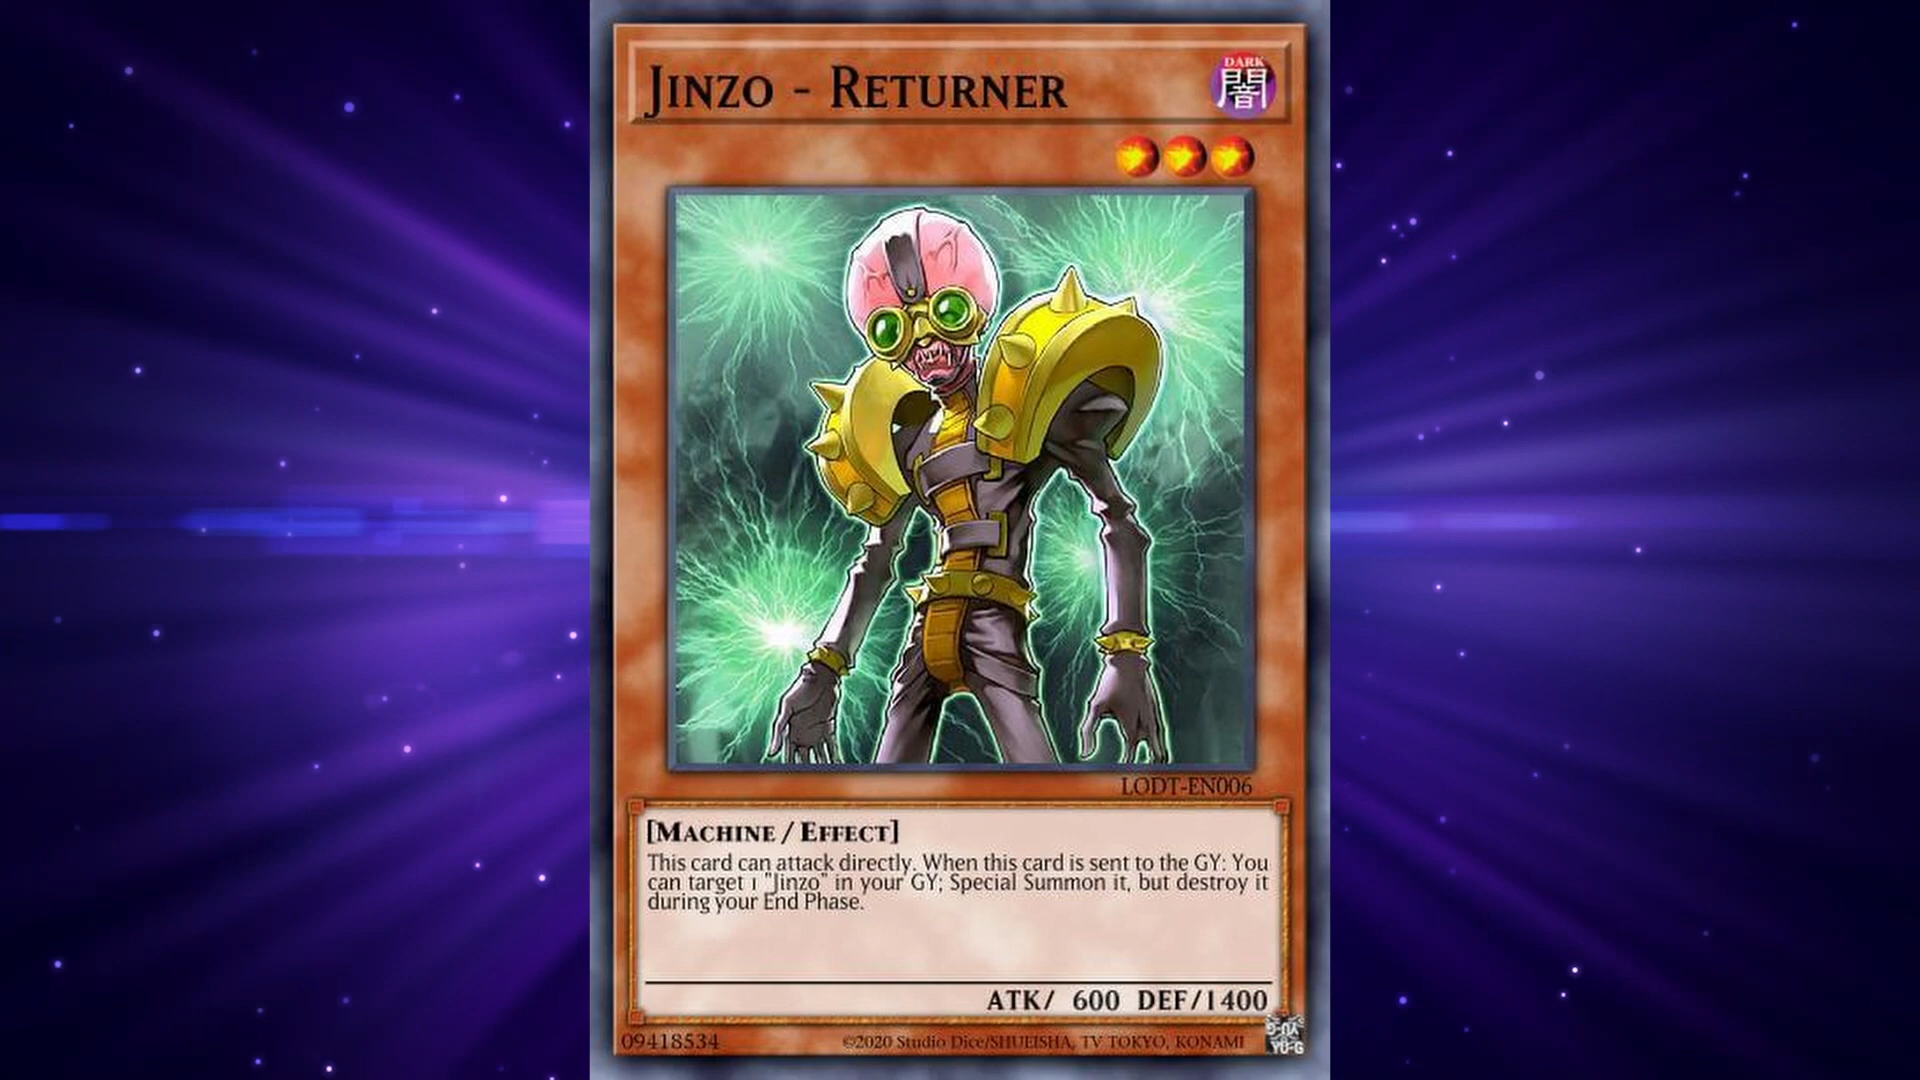 Jinzo - Returner
DARK
闇
LODT-EN006
[Machine / Effect]
This card can attack directly. When this card is sent to the GY: You
can target 1 "Jinzo" in your GY; Special Summon it, but destroy it
during your End Phase.
ATK/ 600 DEF/1400
09418534
©2020 Studio Dice/SHUEISHA, TV TOKYO, KONAMI